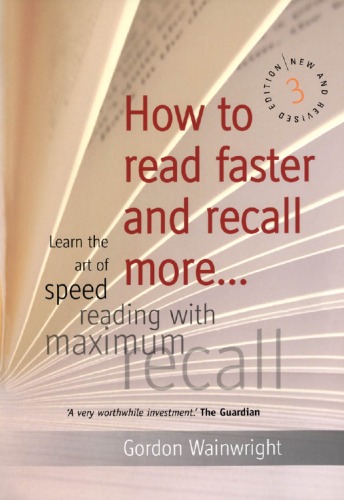 NEW AND REVISED EDITION
3
How to
read faster
and recall
more...
Learn the
art of
speed
reading with
maximum
recall
'A very worthwhile investment.' The Guardian
Gordon Wainwright